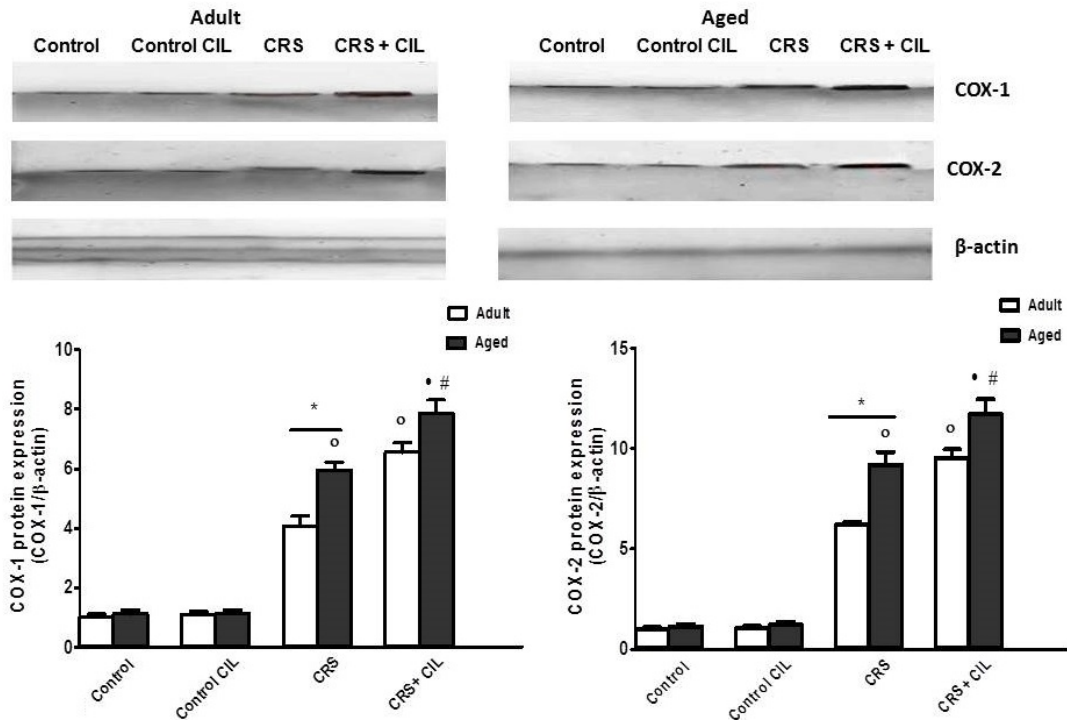 Adult
Aged
Control Control CIL CRS CRS + CIL
Control Control CIL CRS CRS + CIL
COX-1
COX-2
β-actin
Adult
Aged
10
8
6
4
2
0
COX-1 protein expression
(COX-1/β-actin)
*
o
o
• #
Control
Control CIL
CRS
CRS+ CIL
Adult
Aged
15
10
5
0
COX-2 protein expression
(COX-2/β-actin)
*
o
o
• #
Control
Control CIL
CRS
CRS + CIL